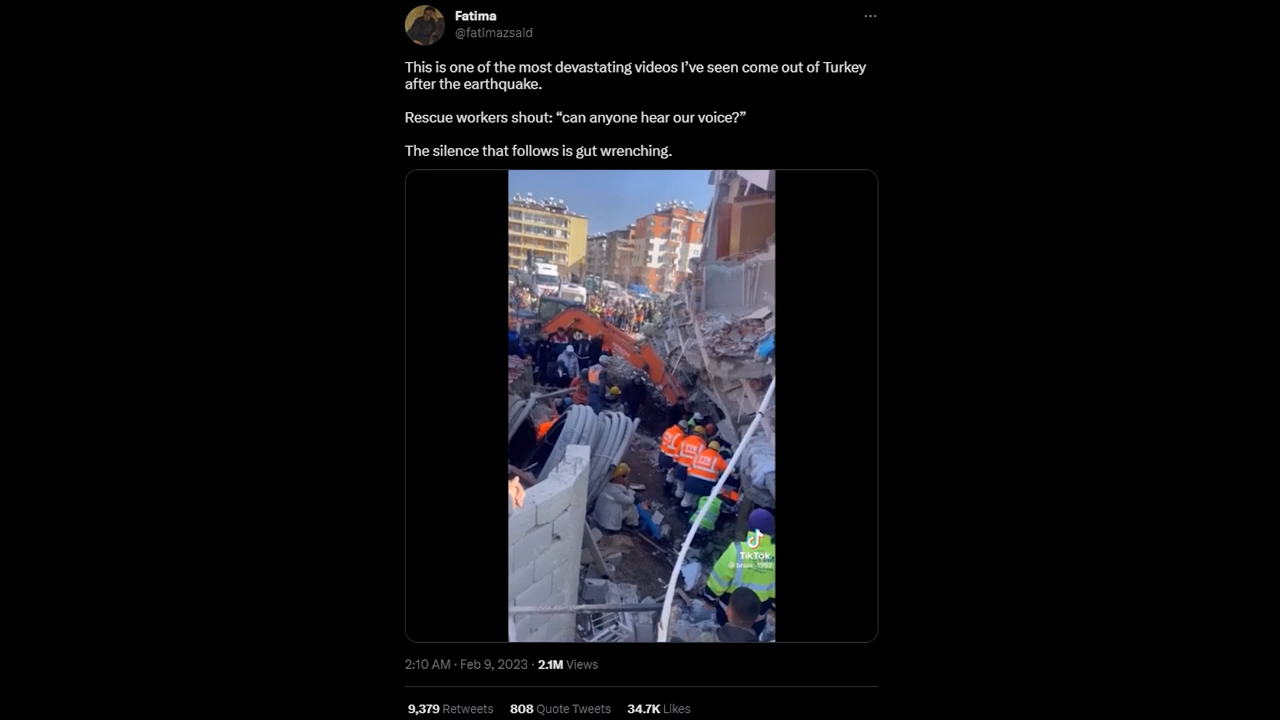 Fatima
@fatimazsaid
This is one of the most devastating videos I've seen come out of Turkey
after the earthquake.
Rescue workers shout: “can anyone hear our voice?”
The silence that follows is gut wrenching.
TTK
TikTok
2:10 AM · Feb 9, 2023 · 2.1M Views
9,379 Retweets 808 Quote Tweets 34.7K Likes